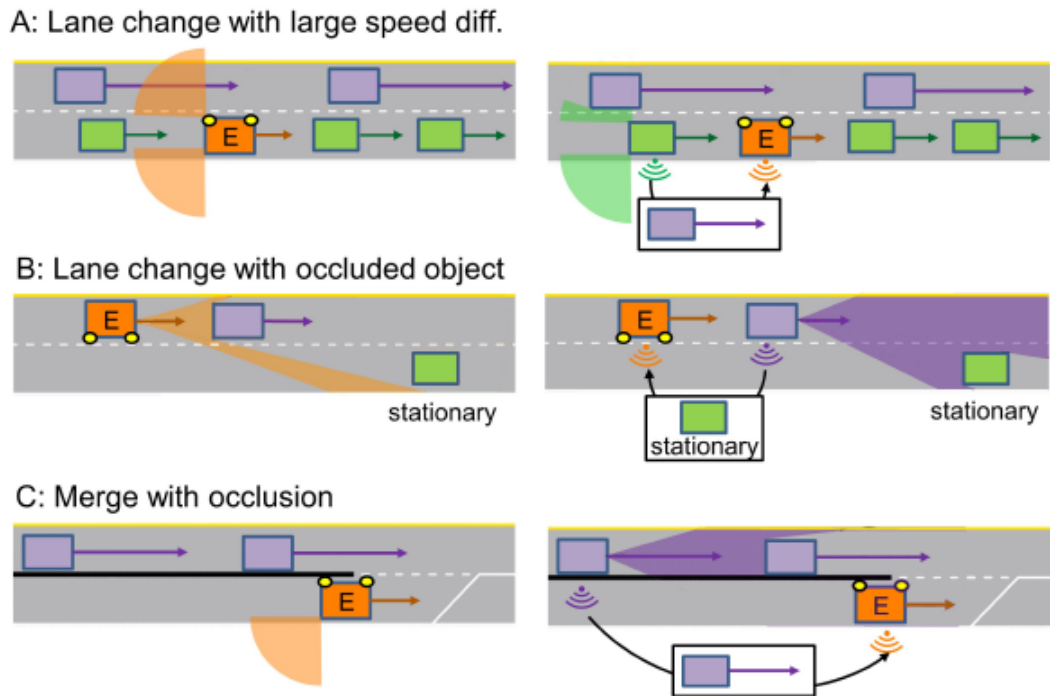 A: Lane change with large speed diff.
E
E
B: Lane change with occluded object
E
E
stationary
stationary
stationary
C: Merge with occlusion
E
E